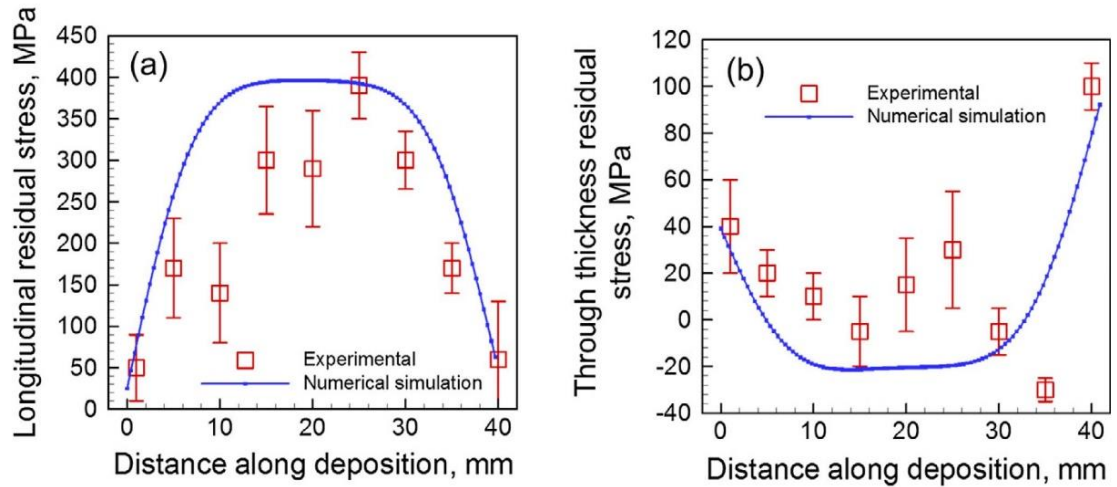 Longitudinal residual stress, MPa
450
400
350
300
250
200
150
100
50
0
(a)
Experimental
Numerical simulation
0 10 20 30 40
Distance along deposition, mm
Through thickness residual
stress, MPa
120
100
80
60
40
20
0
-20
-40
(b)
Experimental
Numerical simulation
0 10 20 30 40
Distance along deposition, mm